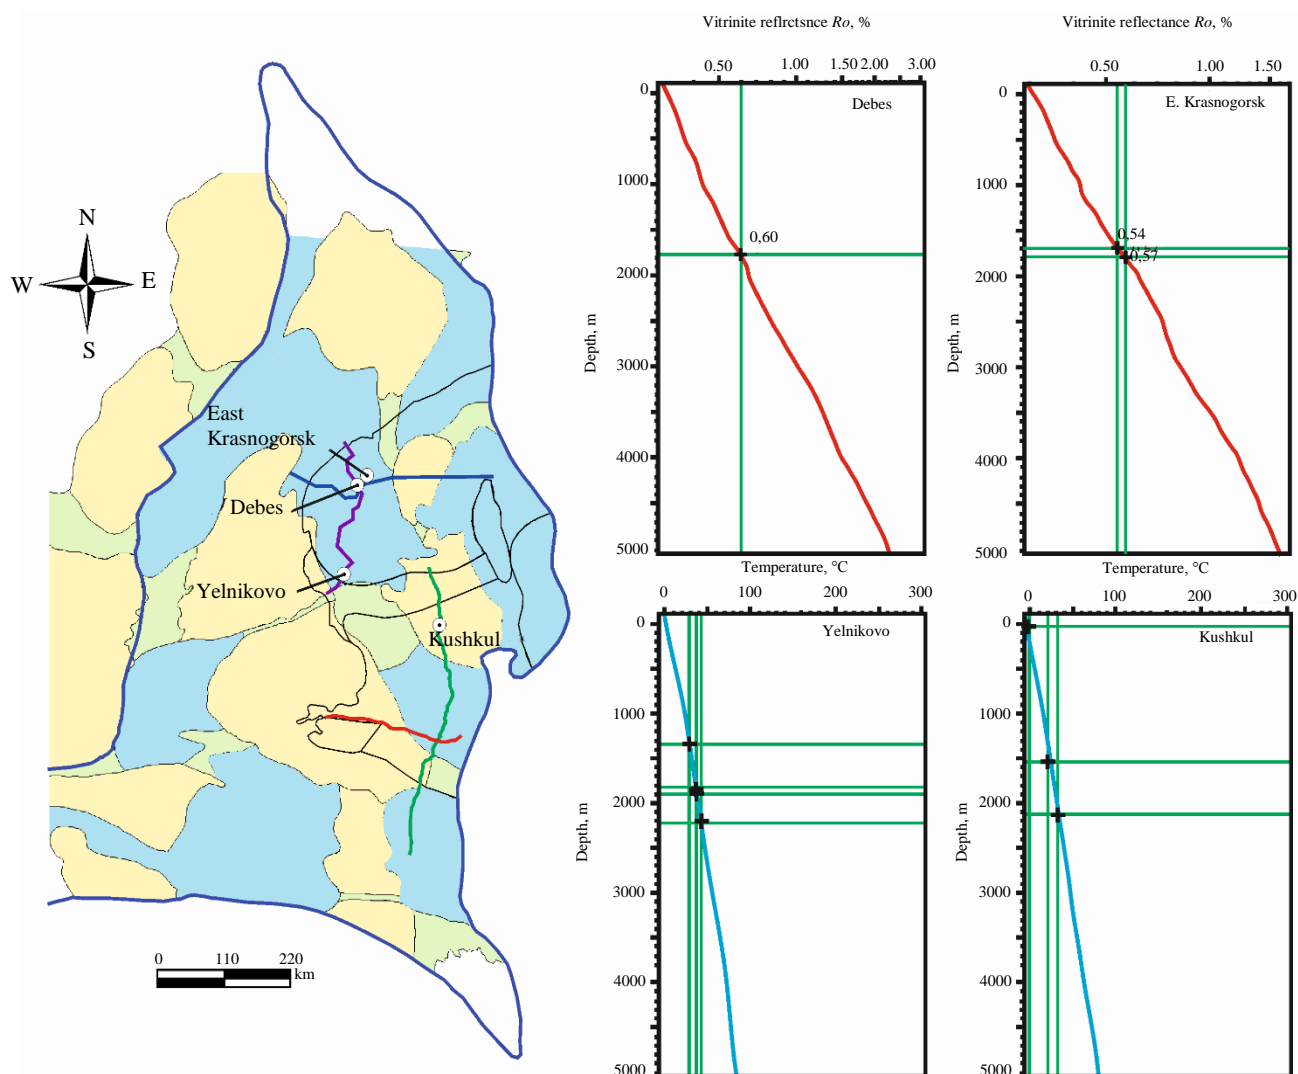 N
W
E
S
East
Krasnogorsk
Debes
Yelnikovo
Kushkul
0
110
220
km
Vitrinite reflrctsnce Ro, %
0.50
1.00
1.50
2.00
3.00
Debes
0
1000
2000
3000
4000
5000
Depth, m
0,60
Vitrinite reflectance Ro, %
0.50
1.00
1.50
E. Krasnogorsk
0
1000
2000
3000
4000
5000
Depth, m
0,54
0,57
Temperature, °C
0
100
200
300
Yelnikovo
0
1000
2000
3000
4000
5000
Depth, m
Temperature, °C
0
100
200
300
Kushkul
0
1000
2000
3000
4000
5000
Depth, m